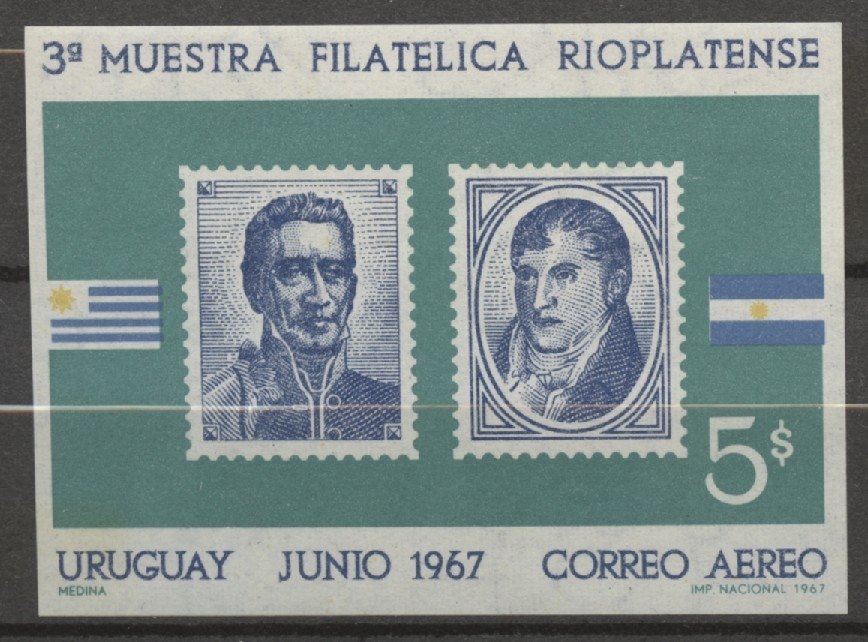 3ª MUESTRA FILATELICA RIOPLATENSE
5$
URUGUAY JUNIO 1967 CORREO AEREO
MEDINA IMP. NACIONAL 1967